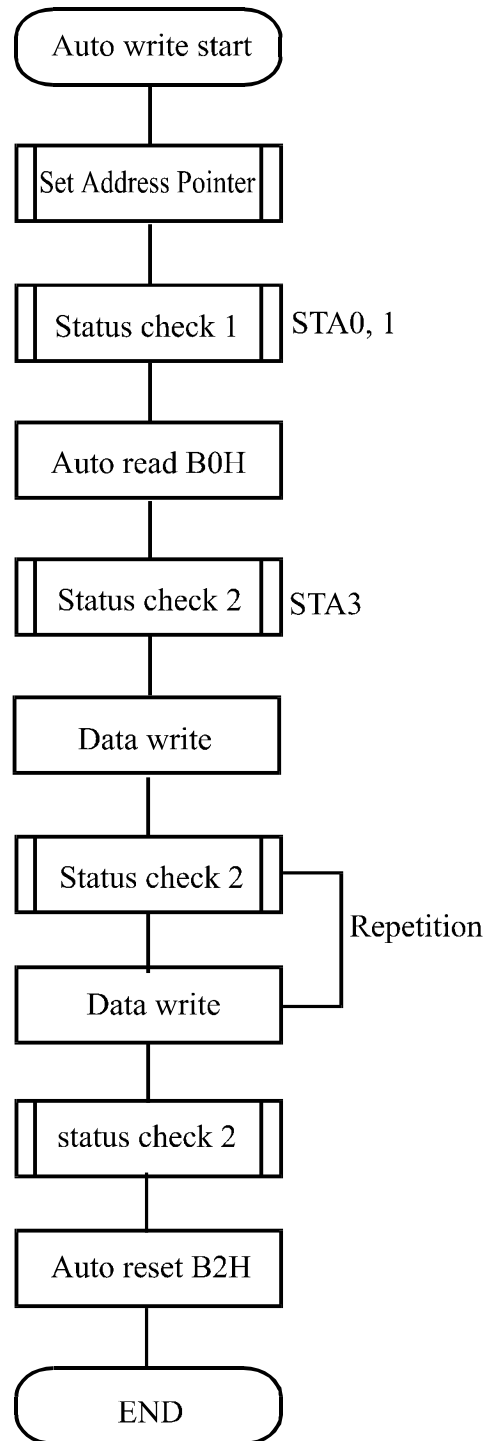 Auto write start
Set Address Pointer
Status check 1
STA0, 1
Auto read B0H
Status check 2
STA3
Data write
Status check 2
Repetition
Data write
status check 2
Auto reset B2H
END